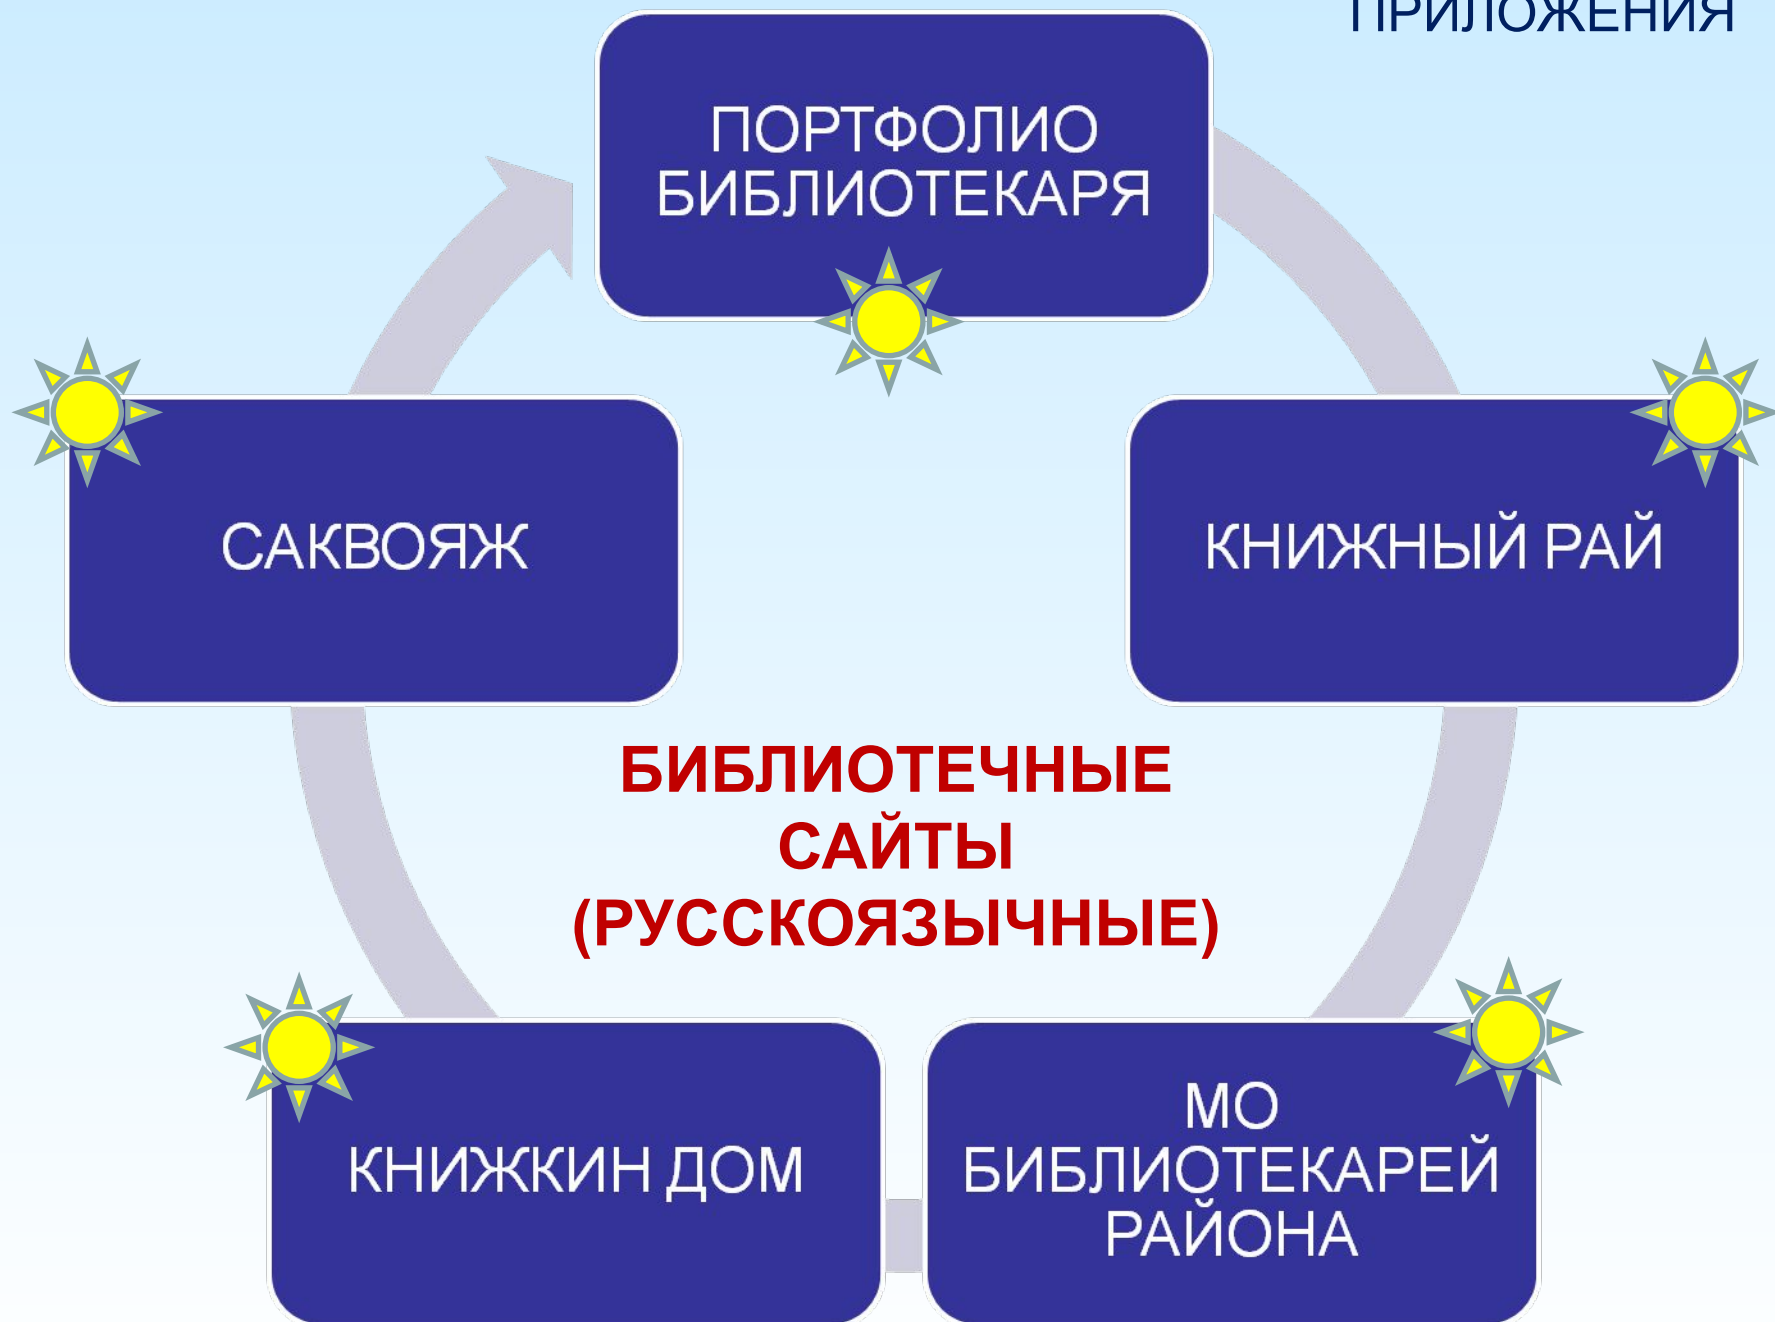 ПРИЛОЖЕНИЯ
ПОРТФОЛИО
БИБЛИОТЕКАРЯ
САКВОЯЖ
КНИЖНЫЙ РАЙ
БИБЛИОТЕЧНЫЕ
САЙТЫ
(РУССКОЯЗЫЧНЫЕ)
КНИЖКИН ДОМ
МО
БИБЛИОТЕКАРЕЙ
РАЙОНА